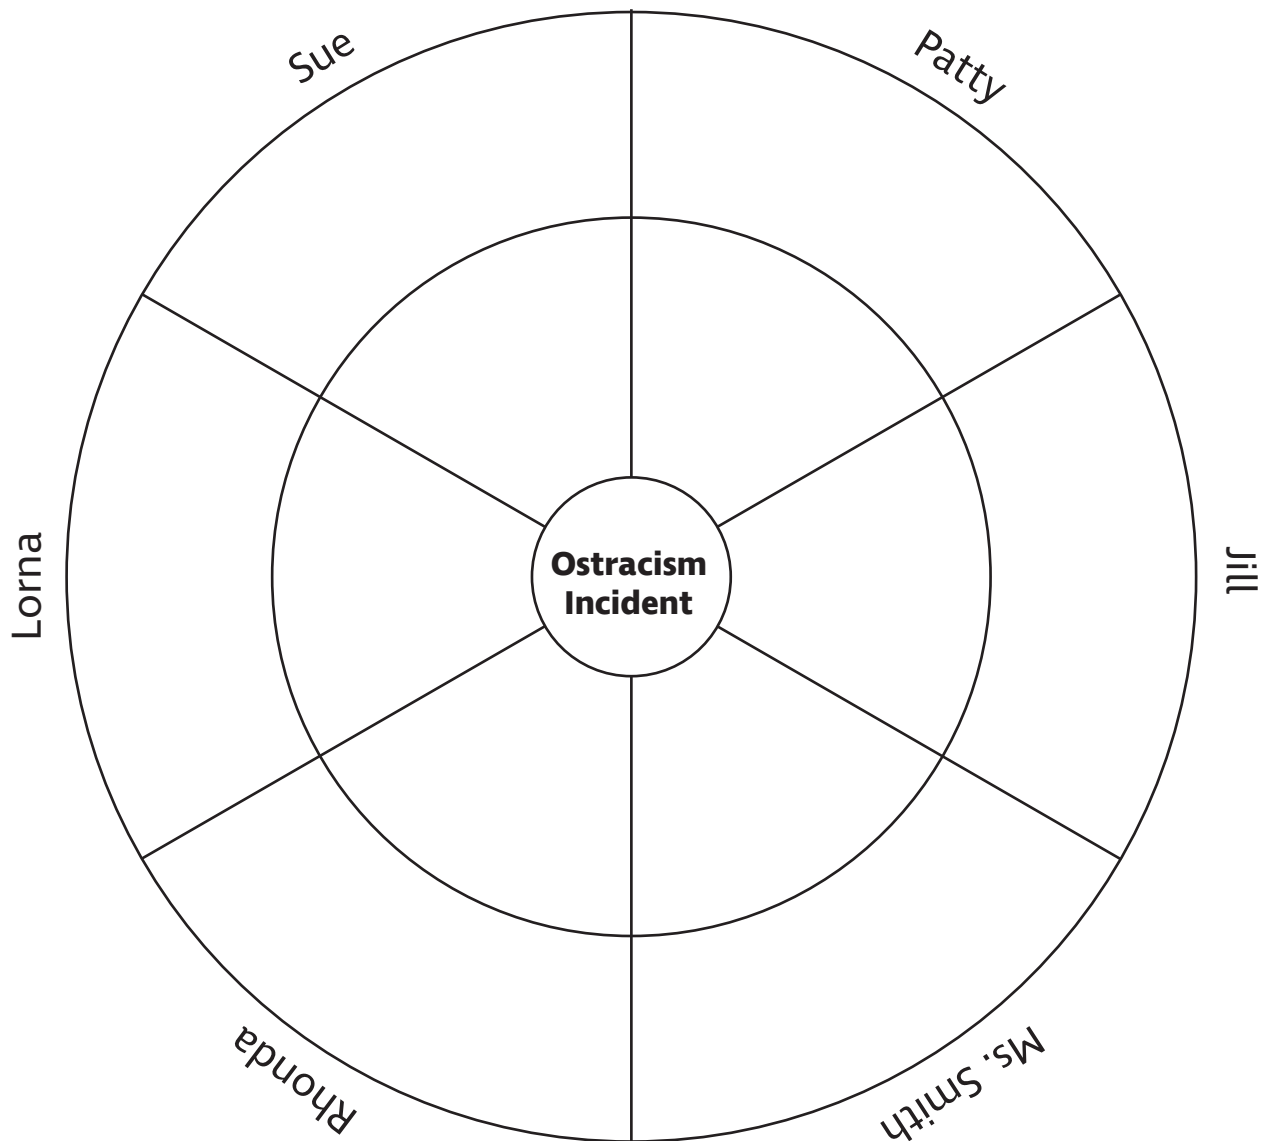 Sue
Patty
Lorna
Ostracism
Incident
Jill
Rhonda
Ms. Smith